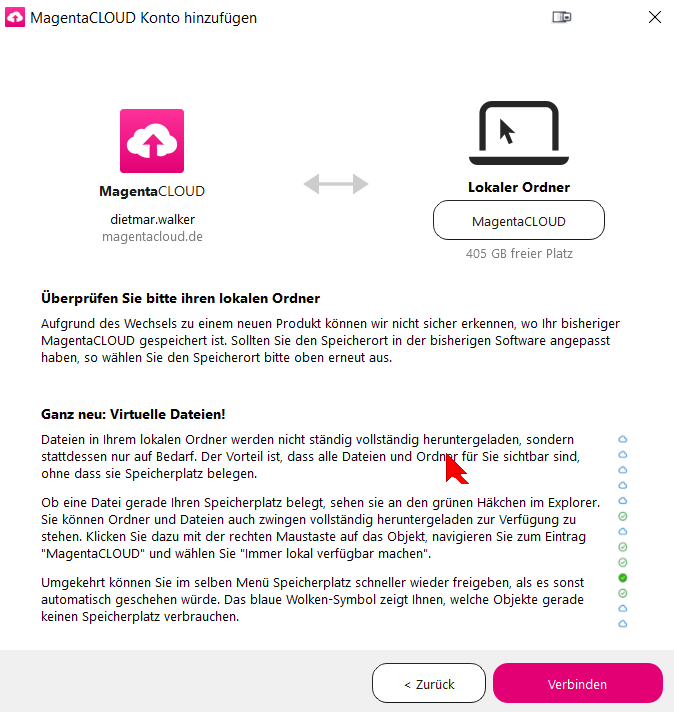 MagentaCLOUD Konto hinzufügen
MagentaCLOUD
dietmar.walker
magentacloud.de
Lokaler Ordner
MagentaCLOUD
405 GB freier Platz
Überprüfen Sie bitte ihren lokalen Ordner
Aufgrund des Wechsels zu einem neuen Produkt können wir nicht sicher erkennen, wo Ihr bisheriger
MagentaCLOUD gespeichert ist. Sollten Sie den Speicherort in der bisherigen Software angepasst
haben, so wählen Sie den Speicherort bitte oben erneut aus.
Ganz neu: Virtuelle Dateien!
Dateien in Ihrem lokalen Ordner werden nicht ständig vollständig heruntergeladen, sondern
stattdessen nur auf Bedarf. Der Vorteil ist, dass alle Dateien und Ordner für Sie sichtbar sind,
ohne dass sie Speicherplatz belegen.
Ob eine Datei gerade Ihren Speicherplatz belegt, sehen sie an den grünen Häkchen im Explorer.
Sie können Ordner und Dateien auch zwingen vollständig heruntergeladen zur Verfügung zu
stehen. Klicken Sie dazu mit der rechten Maustaste auf das Objekt, navigieren Sie zum Eintrag
"MagentaCLOUD" und wählen Sie "Immer lokal verfügbar machen".
Umgekehrt können Sie im selben Menü Speicherplatz schneller wieder freigeben, als es sonst
automatisch geschehen würde. Das blaue Wolken-Symbol zeigt Ihnen, welche Objekte gerade
keinen Speicherplatz verbrauchen.
< Zurück
Verbinden